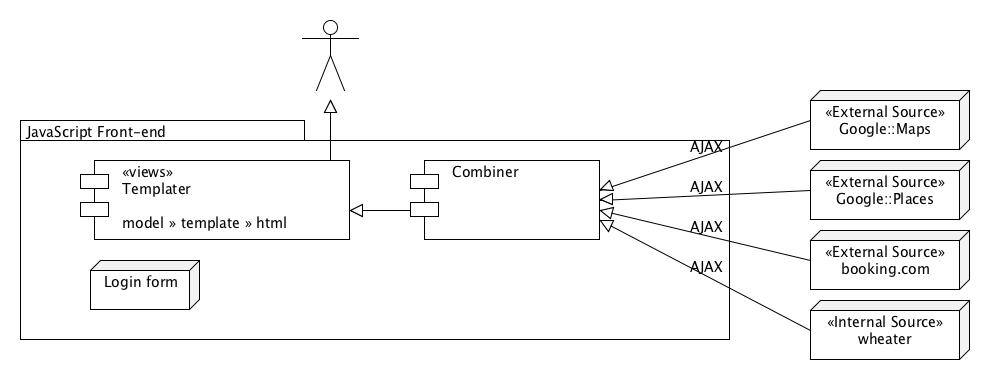 JavaScript Front-end
«views»
Templater
model » template » html
Combiner
Login form
AJAX
AJAX
AJAX
AJAX
«External Source»
Google::Maps
«External Source»
Google::Places
«External Source»
booking.com
«Internal Source»
wheater